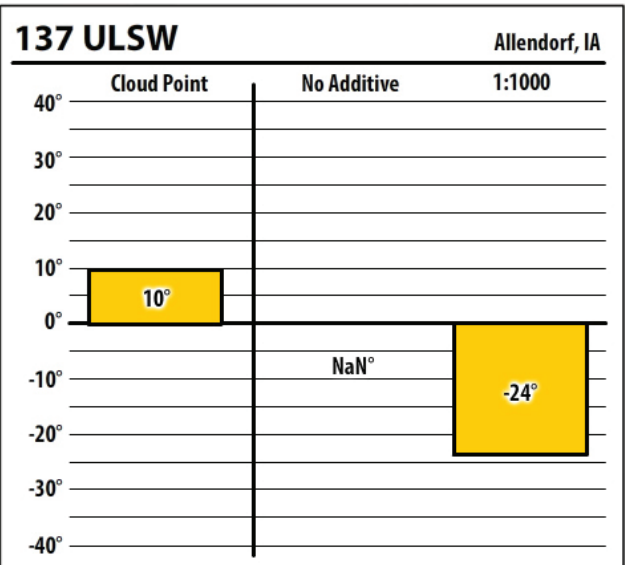 137 ULSW
Allendorf, IA
Cloud Point
No Additive
1:1000
40°
30°
20°
10°
10°
0°
NaN°
-10°
-24°
-20°
-30°
-40°